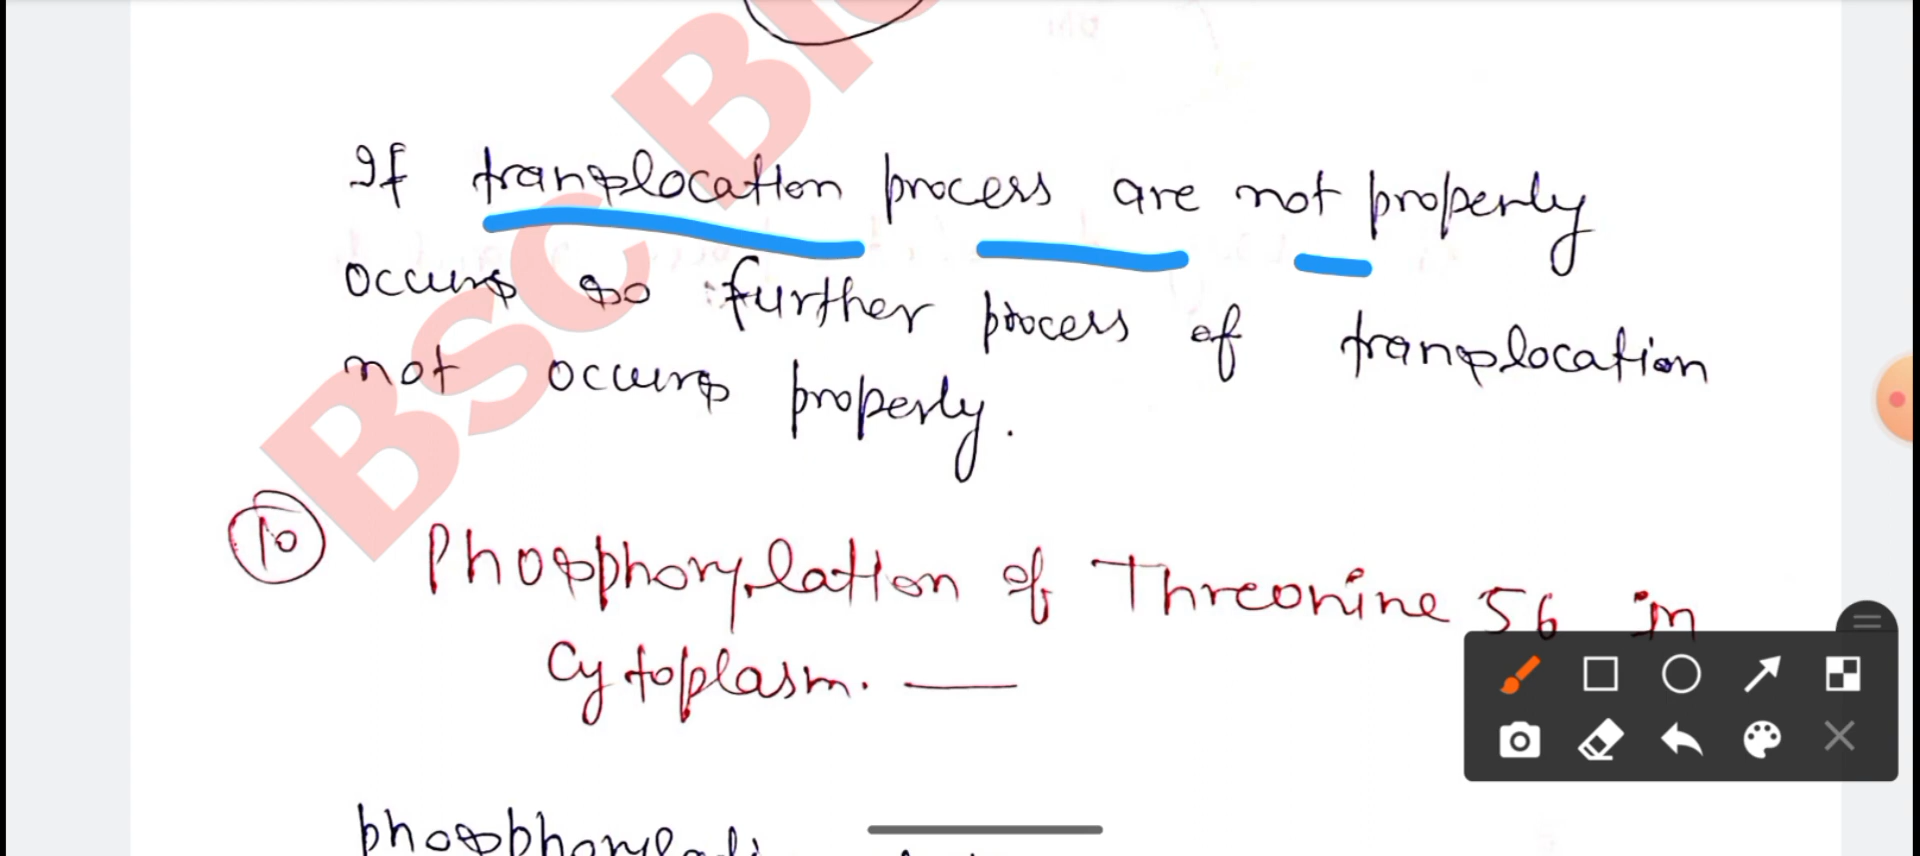 If translocation process are not properly
occurs so further process of translocation
not occurs properly.
10 Phosphorylation of Threonine 56 in
Cytoplasm. —
BSC